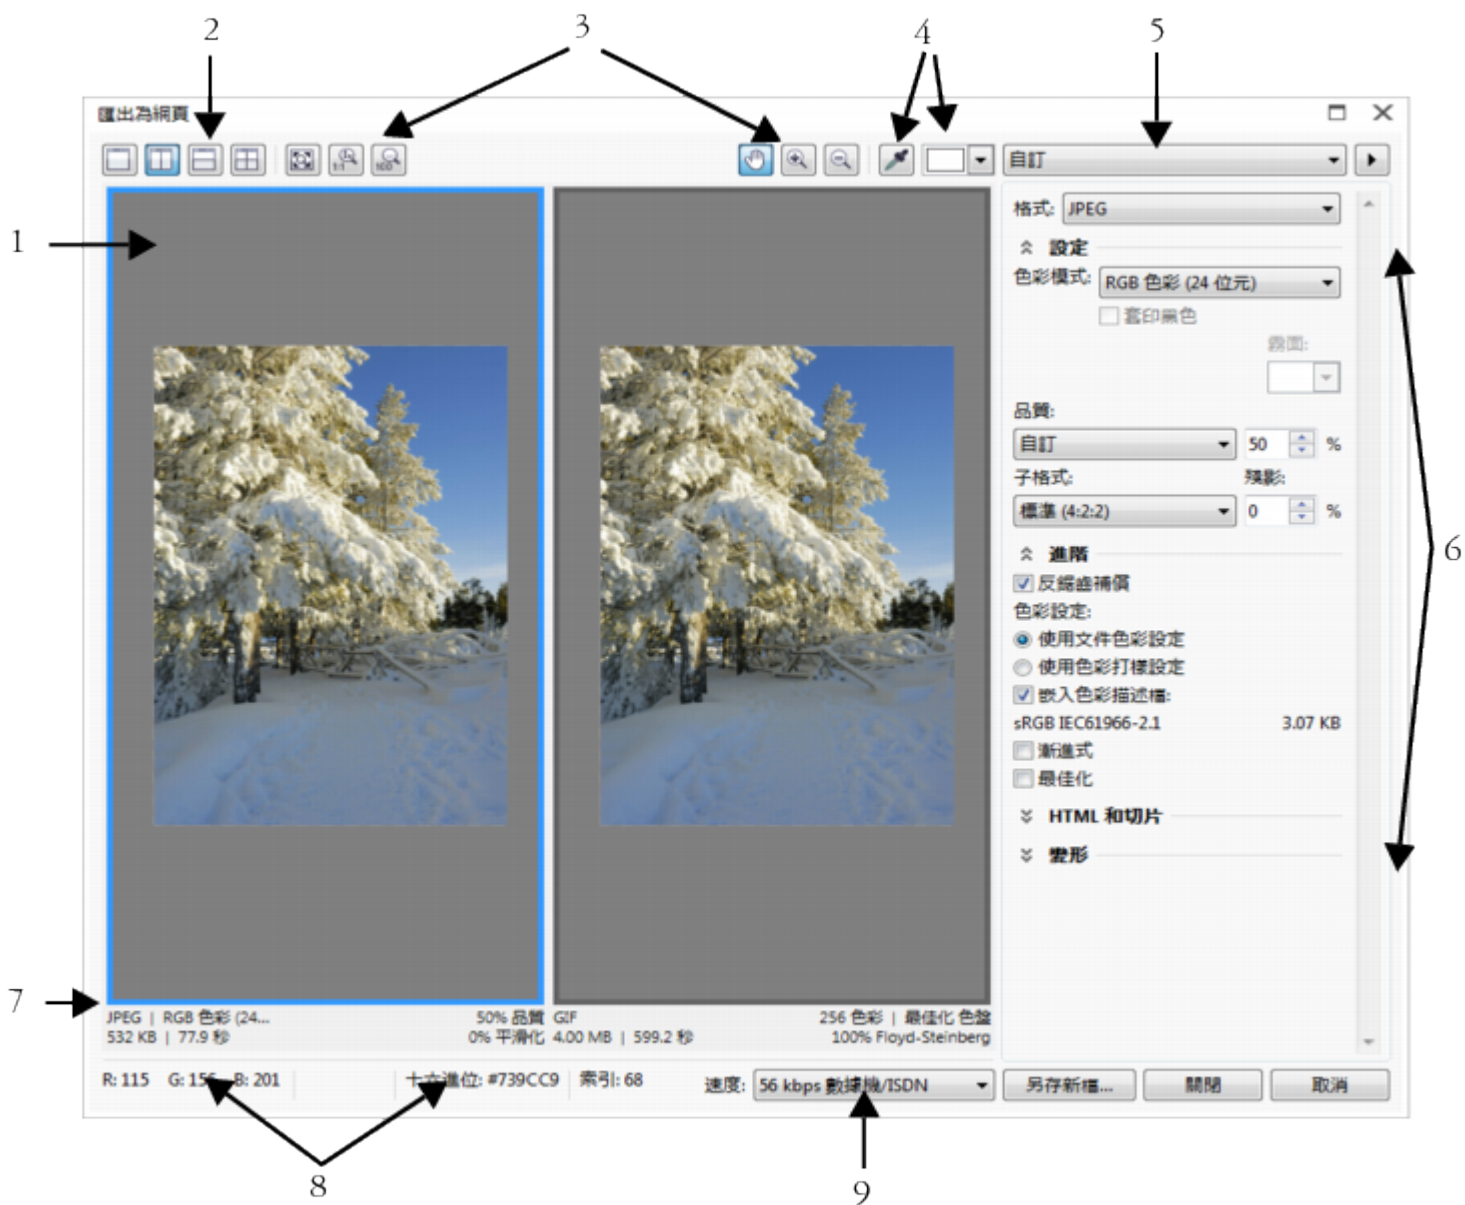 2
3
4
5
匯出為網頁
1:1
100
自訂
格式: JPEG
設定
1
色彩模式: RGB 色彩 (24 位元)
套印黑色
霧面:
品質:
自訂 50 %
子格式: 殘影:
標準 (4:2:2) 0 %
6
進階
反鋸齒補償
色彩設定:
使用文件色彩設定
使用色彩打樣設定
嵌入色彩描述檔:
sRGB IEC61966-2.1 3.07 KB
漸進式
最佳化
HTML 和切片
變形
7
JPEG | RGB 色彩 (24... 50% 品質 GIF 256 色彩 | 最佳化 色盤
532 KB | 77.9 秒 0% 平滑化 4.00 MB | 599.2 秒 100% Floyd-Steinberg
R: 115 G: 156 B: 201 十六進位: #739CC9 索引: 68 速度: 56 kbps 數據機/ISDN 另存新檔... 關閉 取消
8
9